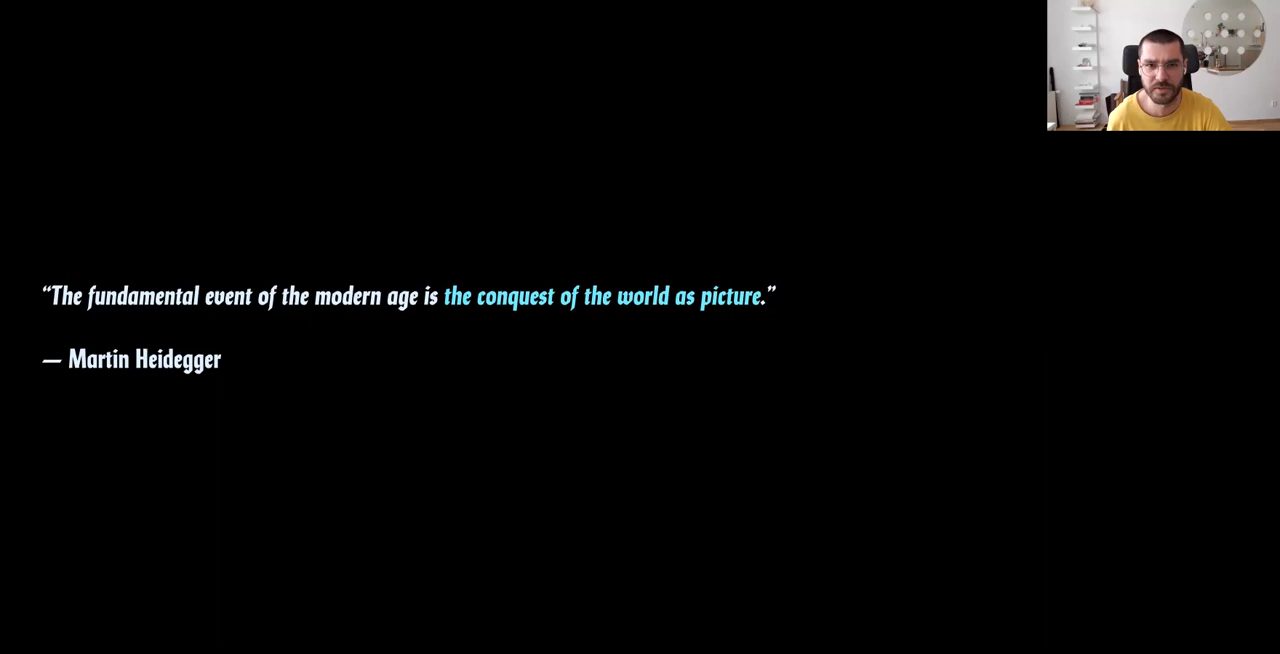 “The fundamental event of the modern age is the conquest of the world as picture.”
— Martin Heidegger